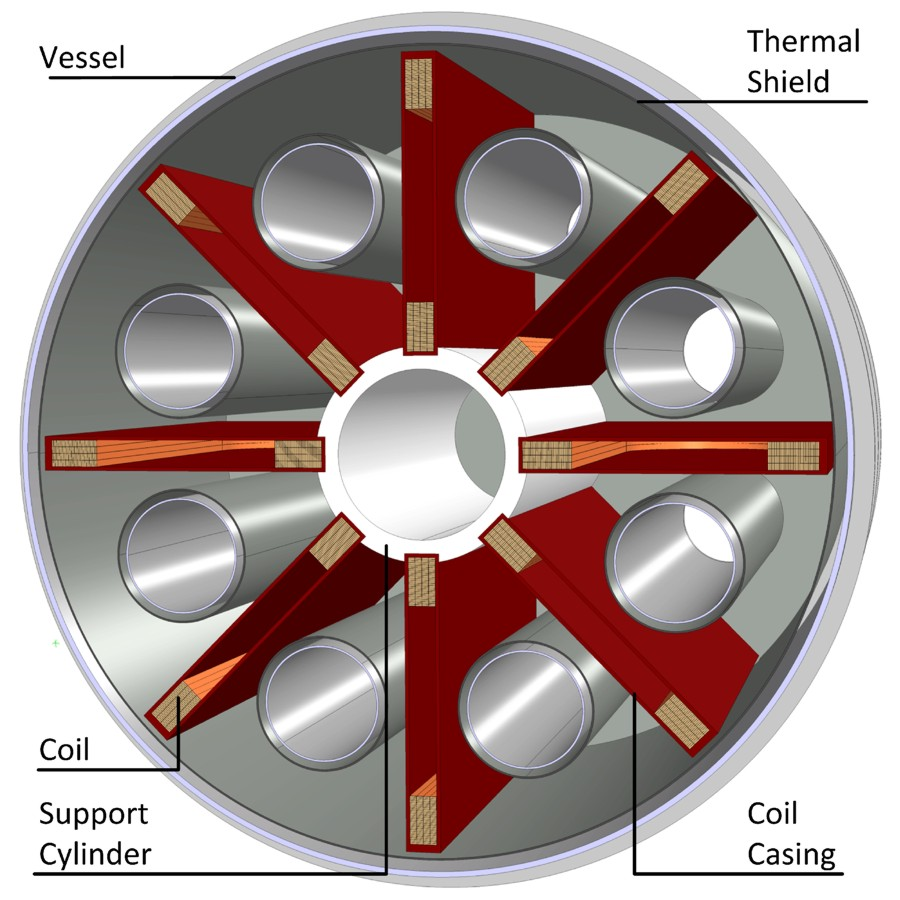 Vessel
Thermal
Shield
Coil
Support
Cylinder
Coil
Casing